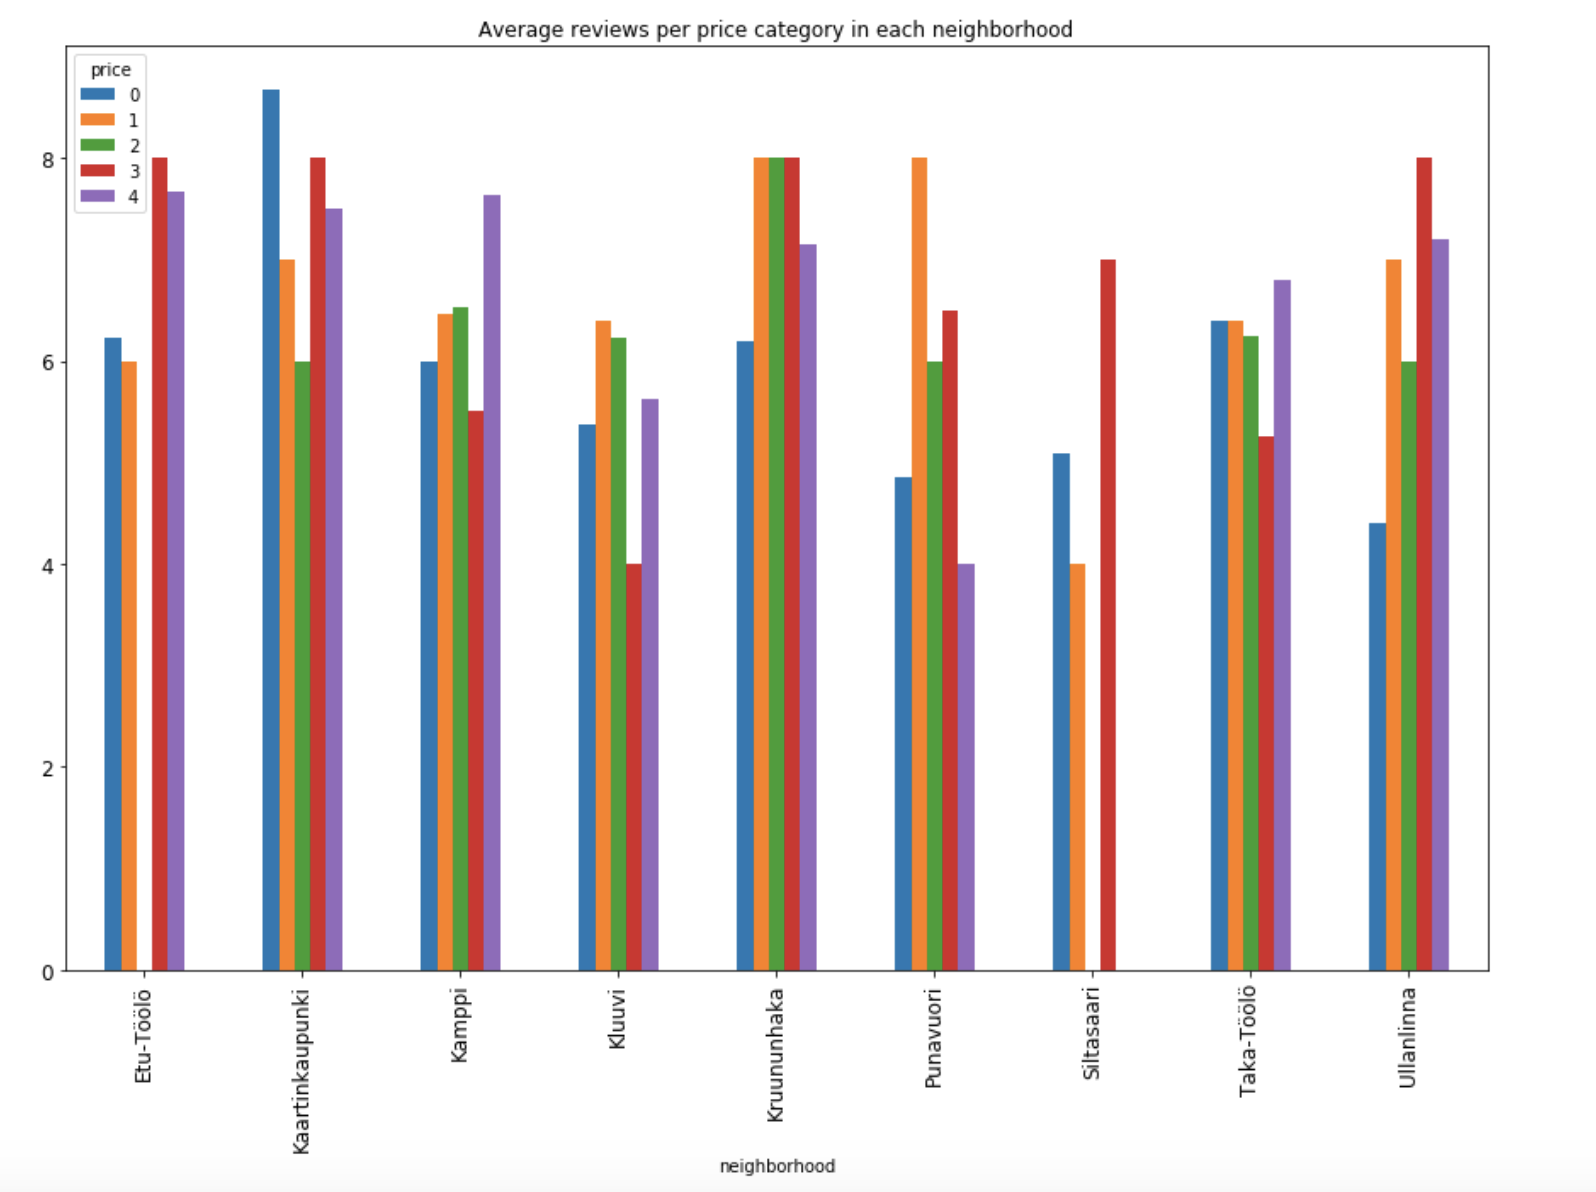 Average reviews per price category in each neighborhood
price
0
1
2
3
4
8
6
4
2
0
Etu-Töölö
Kaartinkaupunki
Kamppi
Kluuvi
Kruununhaka
Punavuori
Siltasaari
Taka-Töölö
Ullanlinna
neighborhood